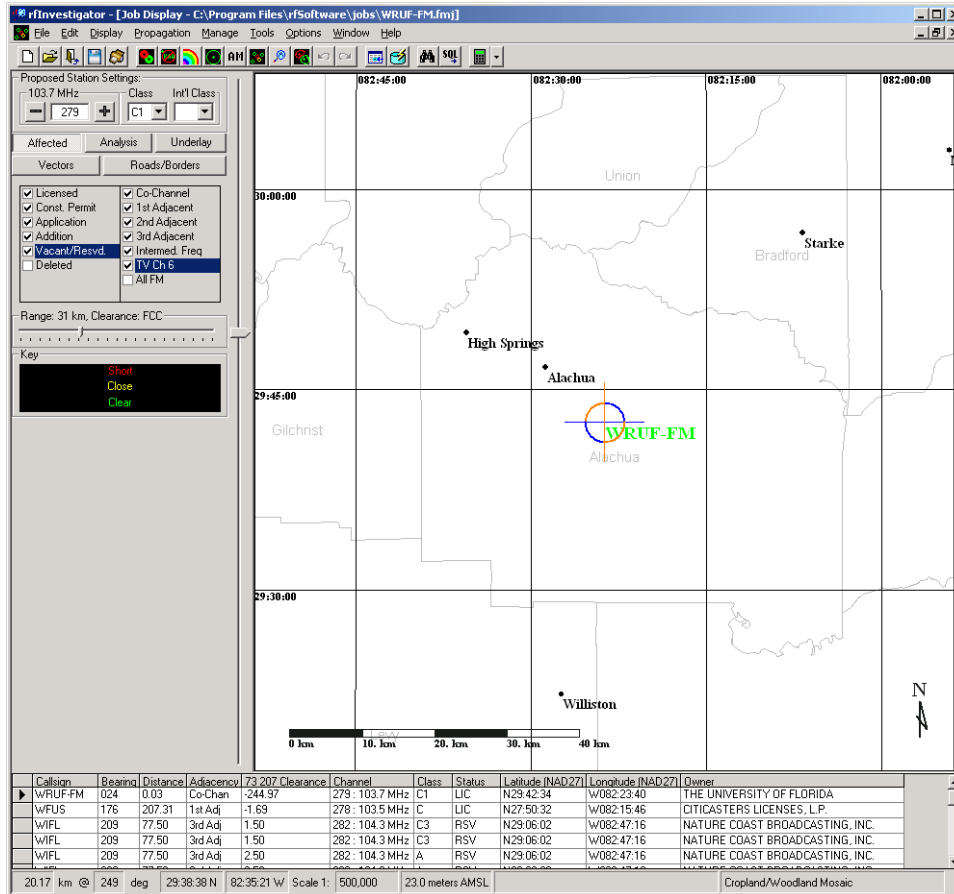 rfInvestigator - [Job Display - C:\Program Files\rfSoftware\jobs\WRUF-FM.fmj]
File Edit Display Propagation Manage Tools Options Window Help
AM SQL
Proposed Station Settings:
103.7 MHz Class Int'l Class
279 C1
Affected Analysis Underlay
Vectors Roads/Borders
Licensed Co-Channel
Const. Permit 1st Adjacent
Application 2nd Adjacent
Addition 3rd Adjacent
Vacant/Resvd. Intermed. Freq
Deleted TV Ch 6
All FM
Range: 31 km, Clearance: FCC
Key
Short
Close
Clear
082:45:00 082:30:00 082:15:00 082:00:00
Union
30:00:00
Starke
Bradford
High Springs
Alachua
29:45:00
Gilchrist
WRUF-FM
Alachua
29:30:00
Williston
N
Levy
0 km 10. km 20. km 30. km 40 km
Callsign Bearing Distance Adjacency 73 207 Clearance Channel Class Status Latitude (NAD27) Longitude (NAD27) Owner
WRUF-FM 024 0.03 Co-Chan -244.97 279 : 103.7 MHz C1 LIC N29:42:34 W082:23:40 THE UNIVERSITY OF FLORIDA
WFUS 176 207.31 1st Adj -1.69 278 : 103.5 MHz C LIC N27:50:32 W082:15:46 CITICASTERS LICENSES, L.P.
WIFL 209 77.50 3rd Adj 1.50 282 : 104.3 MHz C3 RSV N29:06:02 W082:47:16 NATURE COAST BROADCASTING, INC.
WIFL 209 77.50 3rd Adj 1.50 282 : 104.3 MHz C3 RSV N29:06:02 W082:47:16 NATURE COAST BROADCASTING, INC.
WIFL 209 77.50 3rd Adj 2.50 282 : 104.3 MHz A RSV N29:06:02 W082:47:16 NATURE COAST BROADCASTING, INC.
20.17 km @ 249 deg 29:38:38 N 82:35:21 W Scale 1: 500,000 23.0 meters AMSL Cropland/Woodland Mosaic